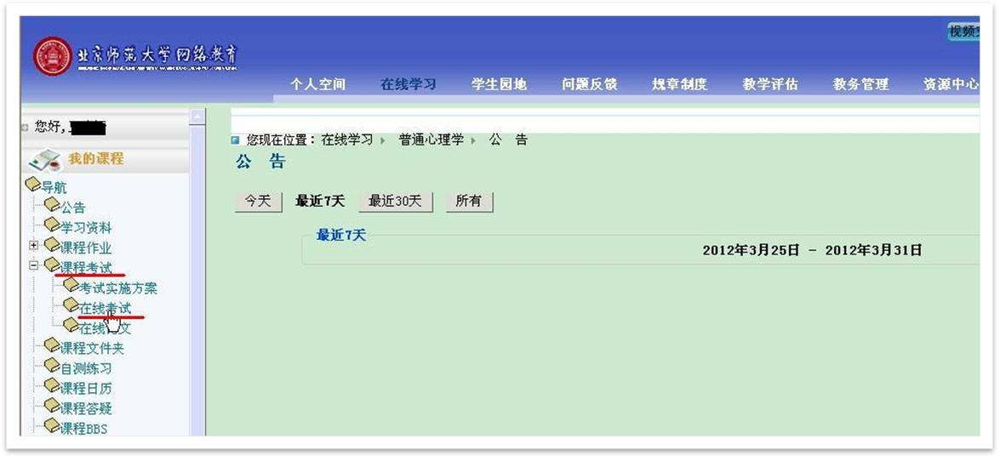 视频
北京师范大学网络教育
个人空间 在线学习 学生园地 问题反馈 规章制度 教学评估 教务管理 资源中心
您好,
您现在位置：在线学习 普通心理学 公 告
我的课程
公 告
导航
公告
今天 最近7天 最近30天 所有
学习资料
最近7天
课程作业
2012年3月25日 - 2012年3月31日
课程考试
考试实施方案
在线考试
在线 文
课程文件夹
自测练习
课程日历
课程答疑
课程BBS